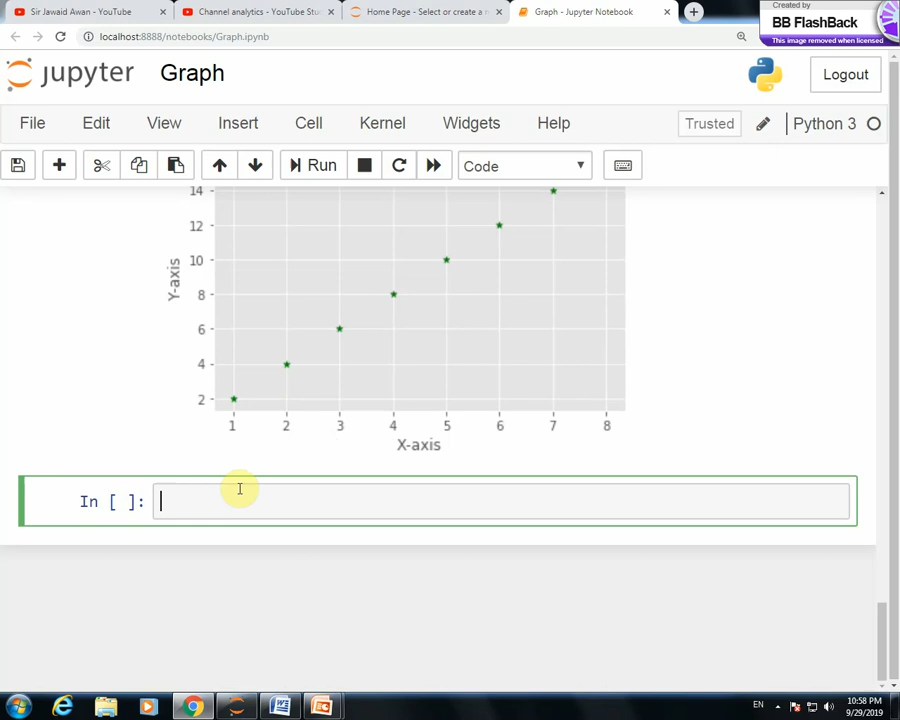 Sir Jawaid Awan - YouTube
Channel analytics - YouTube Stu
Home Page - Select or create a n
Graph - Jupyter Notebook
Created by
BB FlashBack
This image removed when licensed
localhost:8888/notebooks/Graph.ipynb
jupyter
Graph
Logout
File
Edit
View
Insert
Cell
Kernel
Widgets
Help
Trusted
Python 3
Run
Code
14
12
10
8
6
4
2
Y-axis
1 2 3 4 5 6 7 8
X-axis
In [ ]:
EN
10:58 PM
9/29/2019